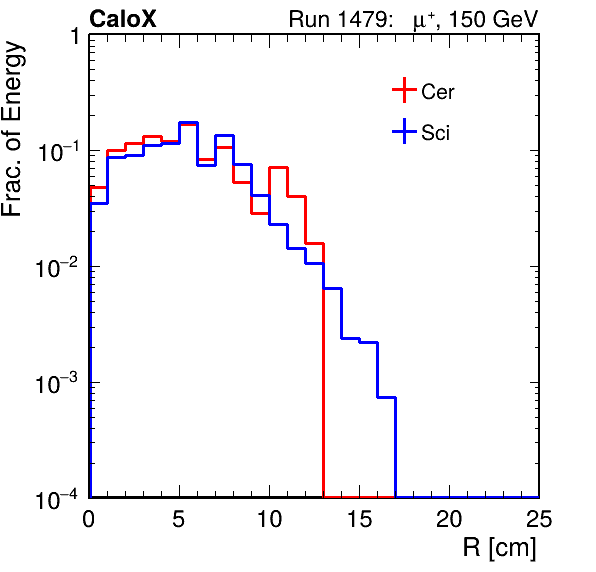 CaloX Run 1479: μ⁺, 150 GeV
Frac. of Energy
1
10⁻¹
10⁻²
10⁻³
10⁻⁴
Cer
Sci
0 5 10 15 20 25
R [cm]